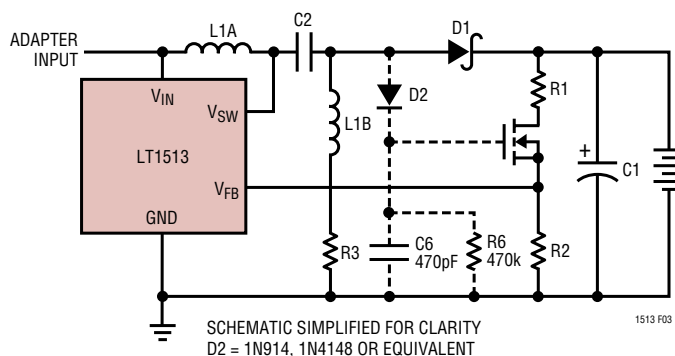 ADAPTER
INPUT
L1A
C2
D1
VIN
VSW
LT1513
VFB
GND
L1B
D2
R1
+
C1
R3
C6
470pF
R6
470k
R2
SCHEMATIC SIMPLIFIED FOR CLARITY
D2 = 1N914, 1N4148 OR EQUIVALENT
1513 F03